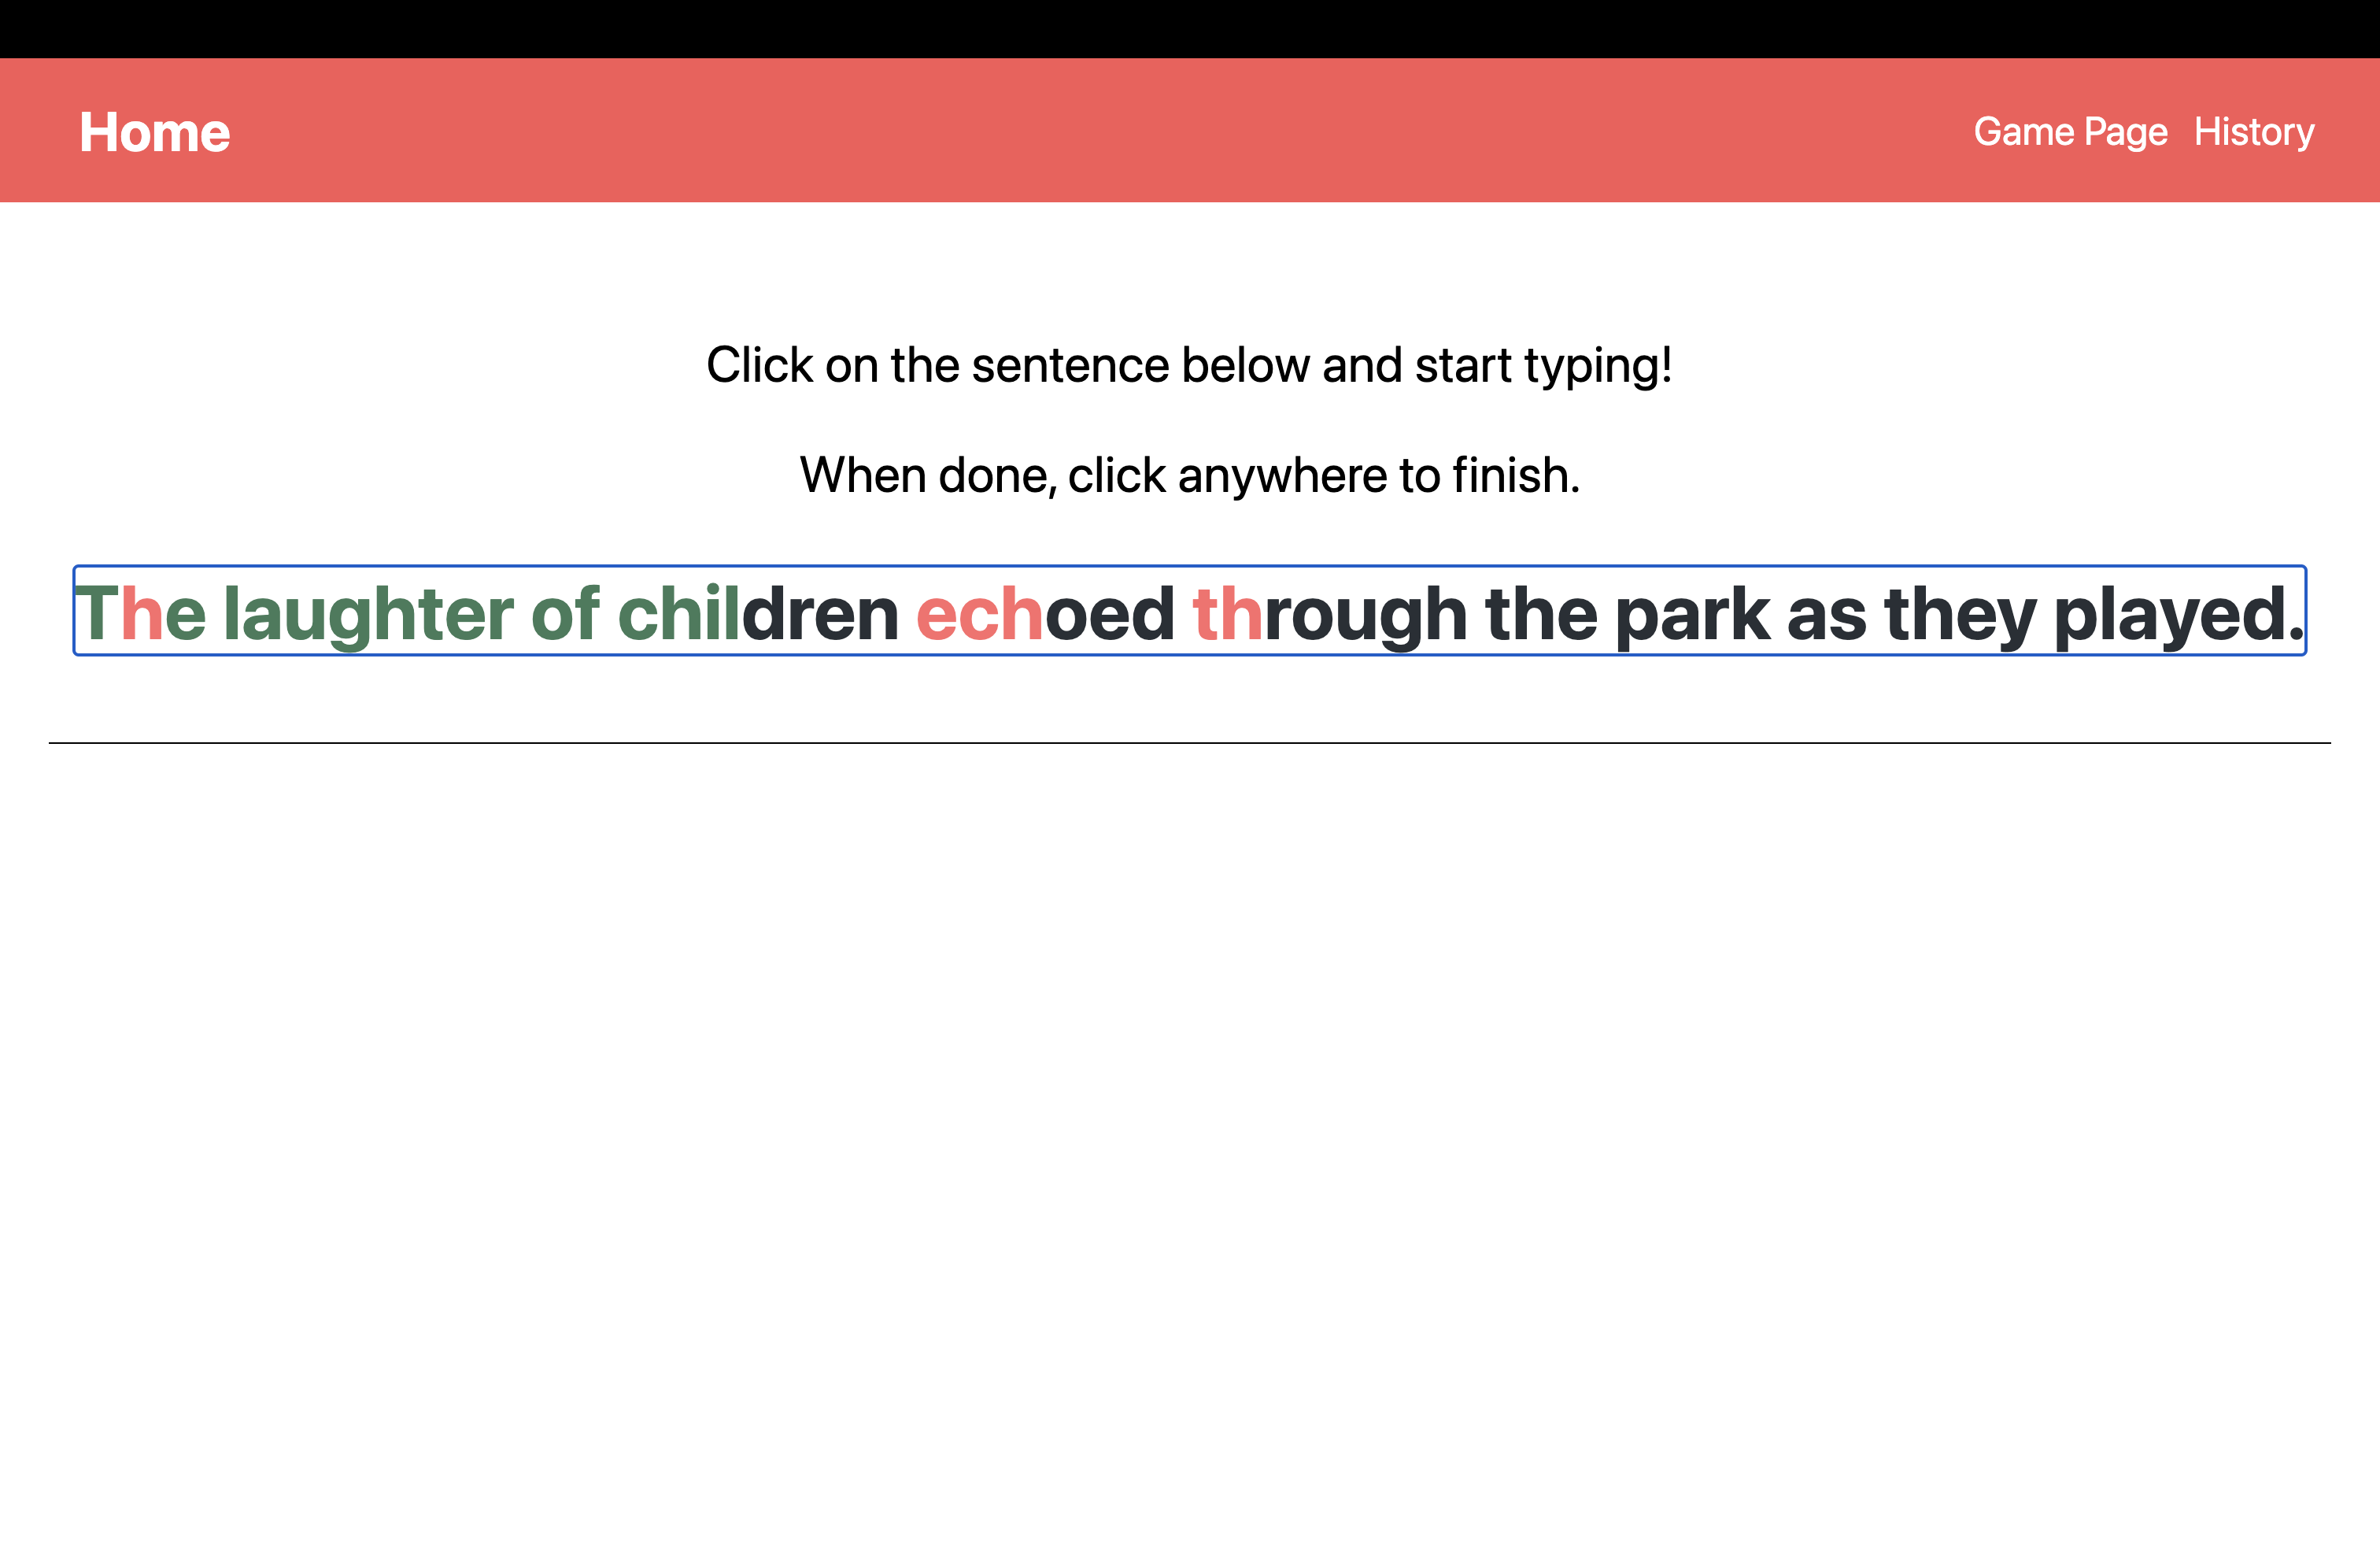 Home
Game Page History
Click on the sentence below and start typing!
When done, click anywhere to finish.
The laughter of children echoed through the park as they played.